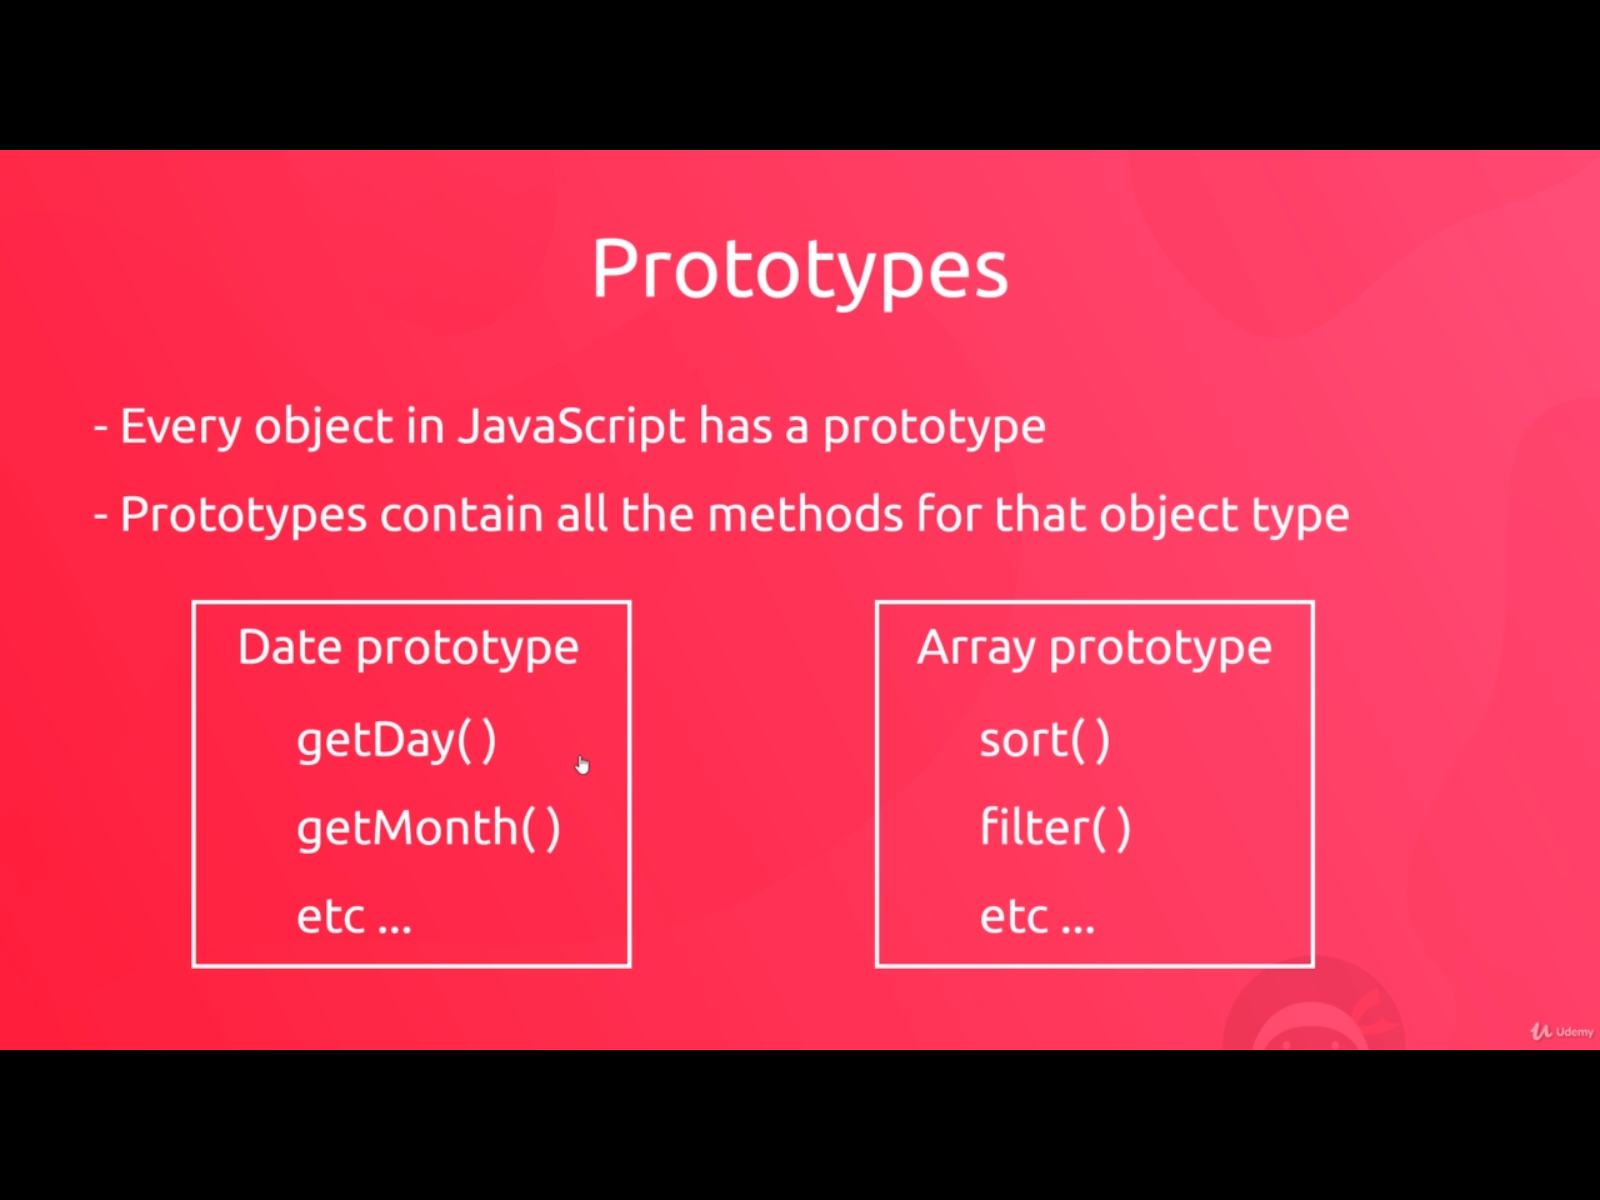 Prototypes
- Every object in JavaScript has a prototype
- Prototypes contain all the methods for that object type
Date prototype
getDay( )
getMonth( )
etc ...
Array prototype
sort( )
filter( )
etc ...
Udemy